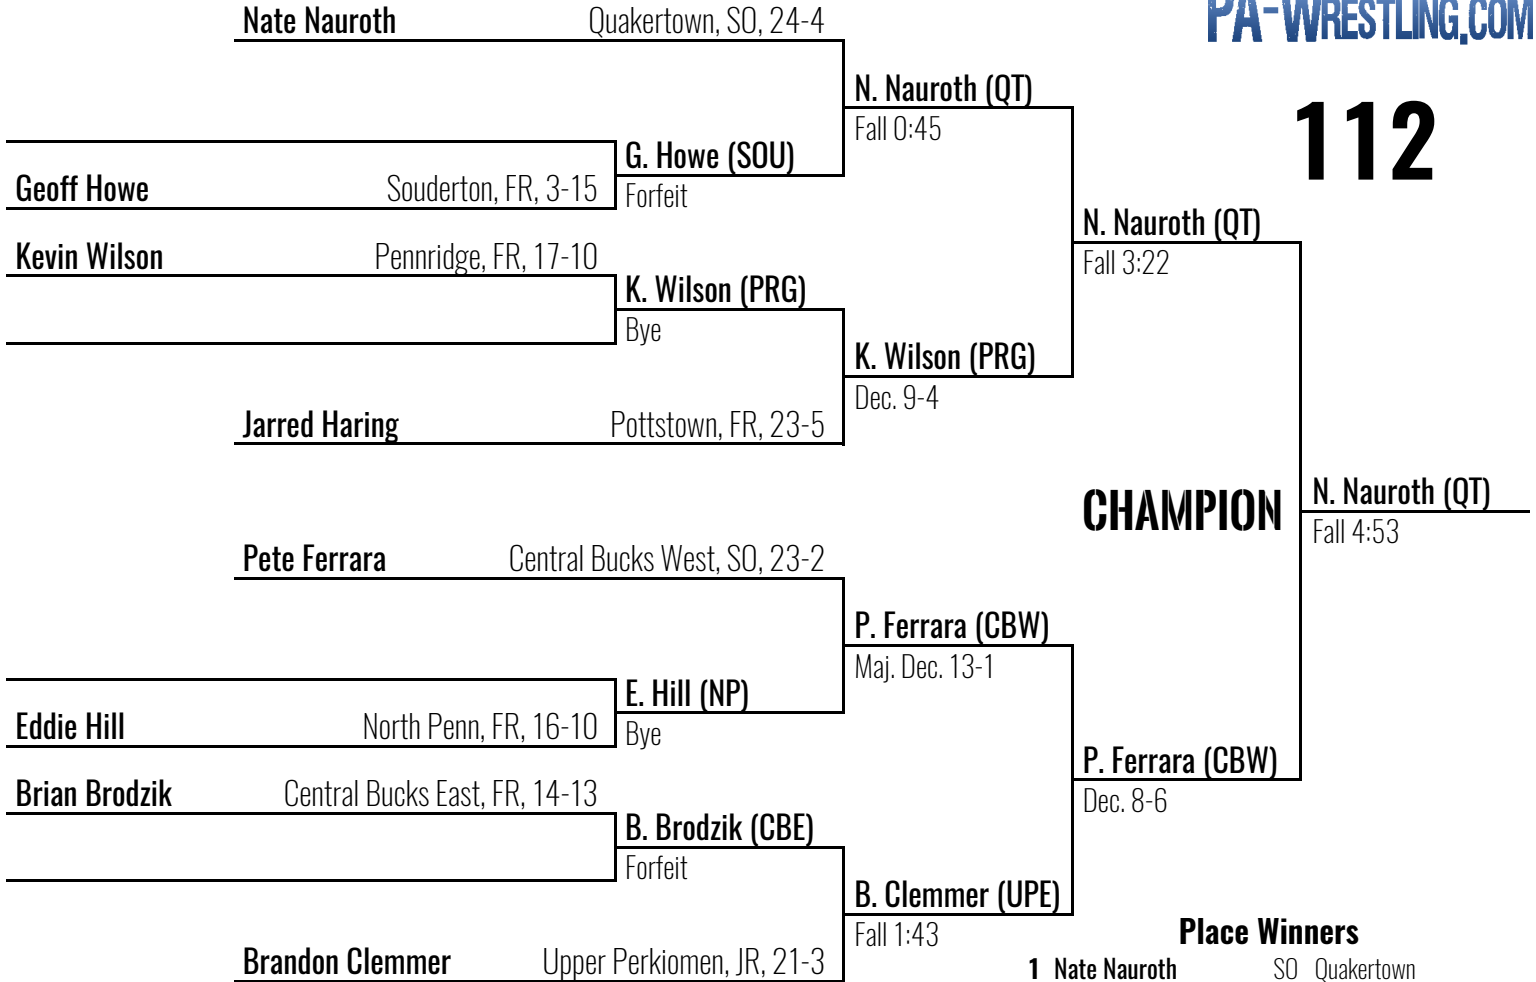 PA-WRESTLING.COM
112
Nate Nauroth Quakertown, SO, 24-4
N. Nauroth (QT)
Fall 0:45
G. Howe (SOU)
Forfeit
Geoff Howe Souderton, FR, 3-15
Kevin Wilson Pennridge, FR, 17-10
K. Wilson (PRG)
Bye
N. Nauroth (QT)
Fall 3:22
K. Wilson (PRG)
Dec. 9-4
Jarred Haring Pottstown, FR, 23-5
CHAMPION
N. Nauroth (QT)
Fall 4:53
Pete Ferrara Central Bucks West, SO, 23-2
P. Ferrara (CBW)
Maj. Dec. 13-1
E. Hill (NP)
Bye
Eddie Hill North Penn, FR, 16-10
Brian Brodzik Central Bucks East, FR, 14-13
B. Brodzik (CBE)
Forfeit
P. Ferrara (CBW)
Dec. 8-6
B. Clemmer (UPE)
Fall 1:43
Brandon Clemmer Upper Perkiomen, JR, 21-3
Place Winners
1 Nate Nauroth SO Quakertown